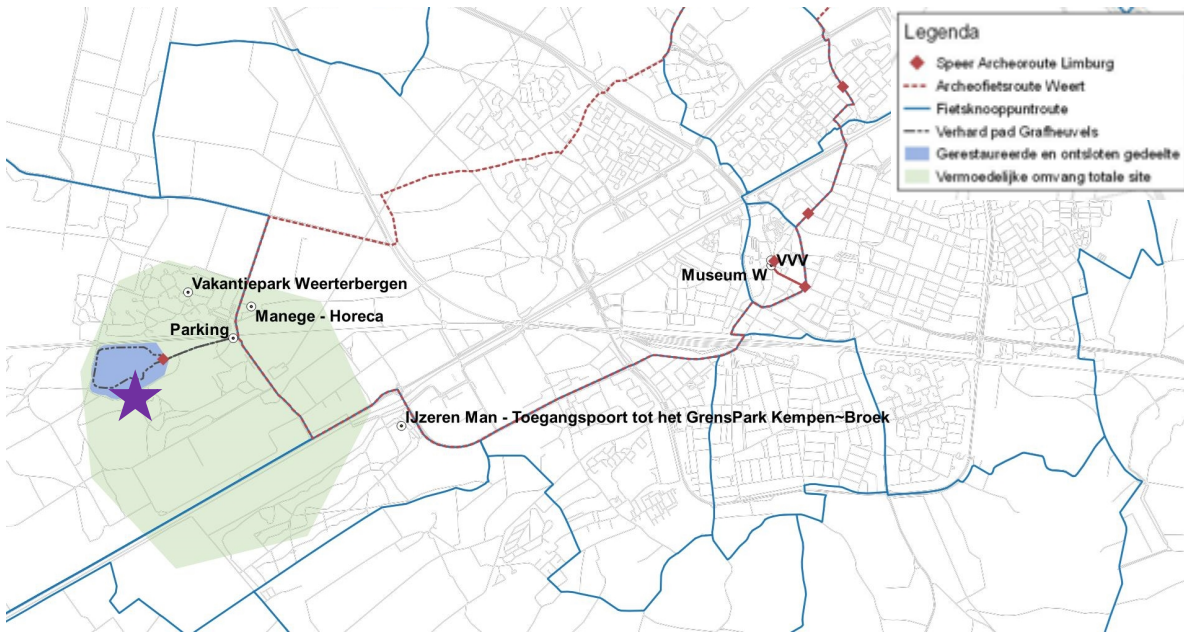 Legenda
Speer Archeoroute Limburg
Archeofietsroute Weert
Fietsknooppuntroute
Verhard pad Grafheuvels
Gerestaureerde en ontsloten gedeelte
Vermoedelijke omvang totale site
VVV
Museum W
Vakantiepark Weerterbergen
Manege - Horeca
Parking
IJzeren Man - Toegangspoort tot het GrensPark Kempen~Broek